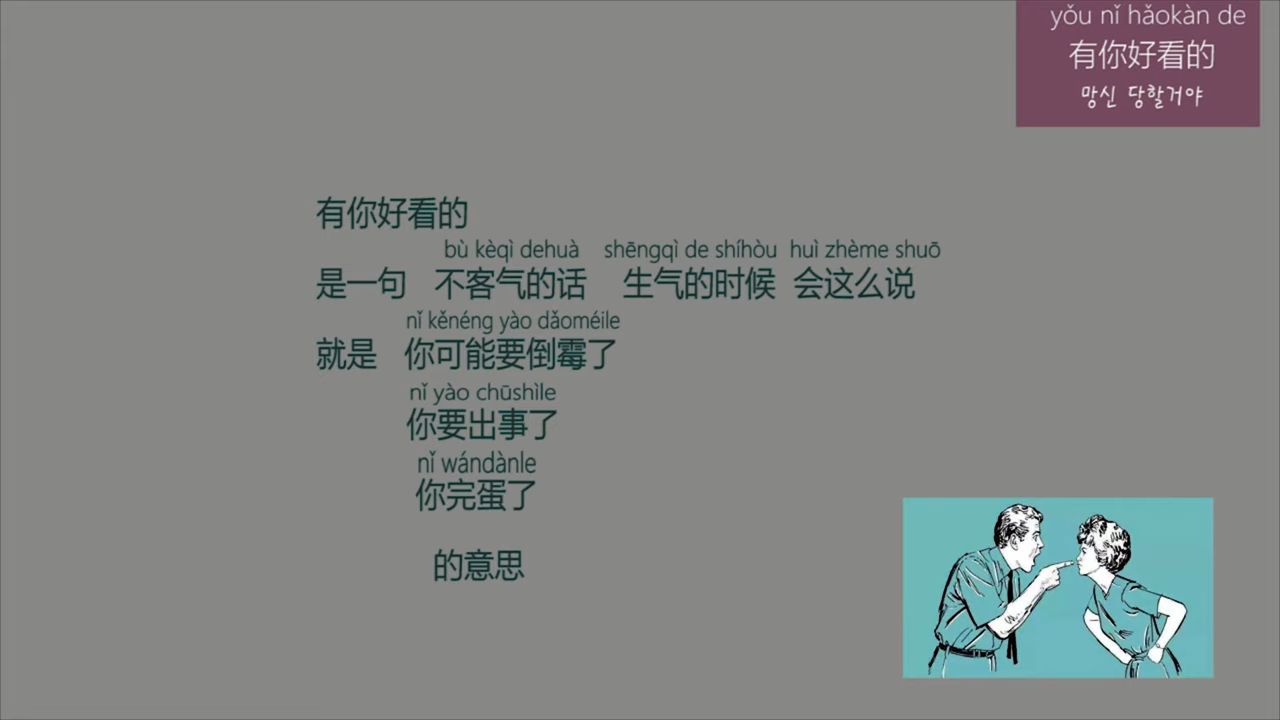 yǒu nǐ hǎokàn de
有你好看的
망신 당할거야
有你好看的
bù kèqì dehuà shēngqì de shíhòu huì zhème shuō
是一句 不客气的话 生气的时候 会这么说
nǐ kěnéng yào dǎoméile
就是 你可能要倒霉了
nǐ yào chūshìle
你要出事了
nǐ wándànle
你完蛋了
的意思